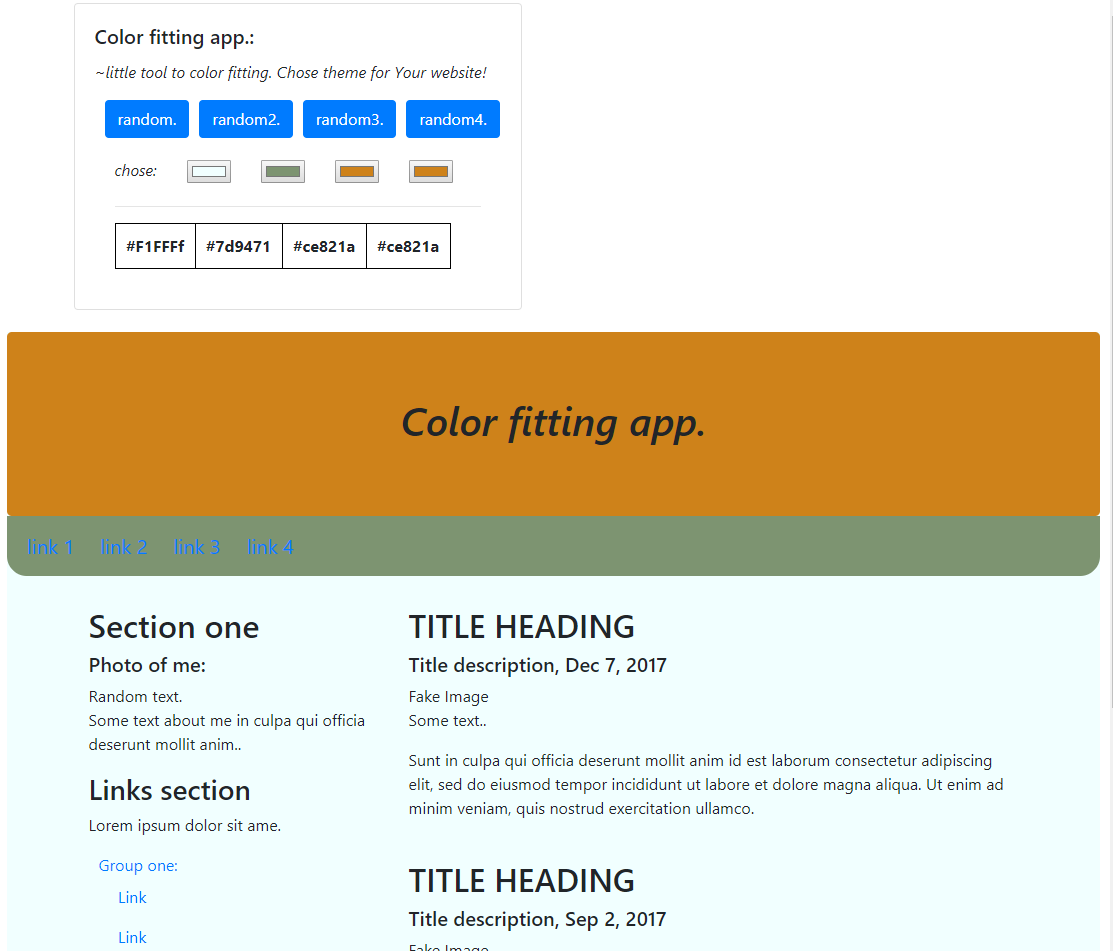 Color fitting app.:
~little tool to color fitting. Chose theme for Your website!
random. random2. random3. random4.
chose:
#F1FFFf #7d9471 #ce821a #ce821a
Color fitting app.
link 1 link 2 link 3 link 4
Section one
Photo of me:
Random text.
Some text about me in culpa qui officia
deserunt mollit anim..
Links section
Lorem ipsum dolor sit ame.
Group one:
Link
Link
TITLE HEADING
Title description, Dec 7, 2017
Fake Image
Some text..
Sunt in culpa qui officia deserunt mollit anim id est laborum consectetur adipiscing
elit, sed do eiusmod tempor incididunt ut labore et dolore magna aliqua. Ut enim ad
minim veniam, quis nostrud exercitation ullamco.
TITLE HEADING
Title description, Sep 2, 2017
Fake Image